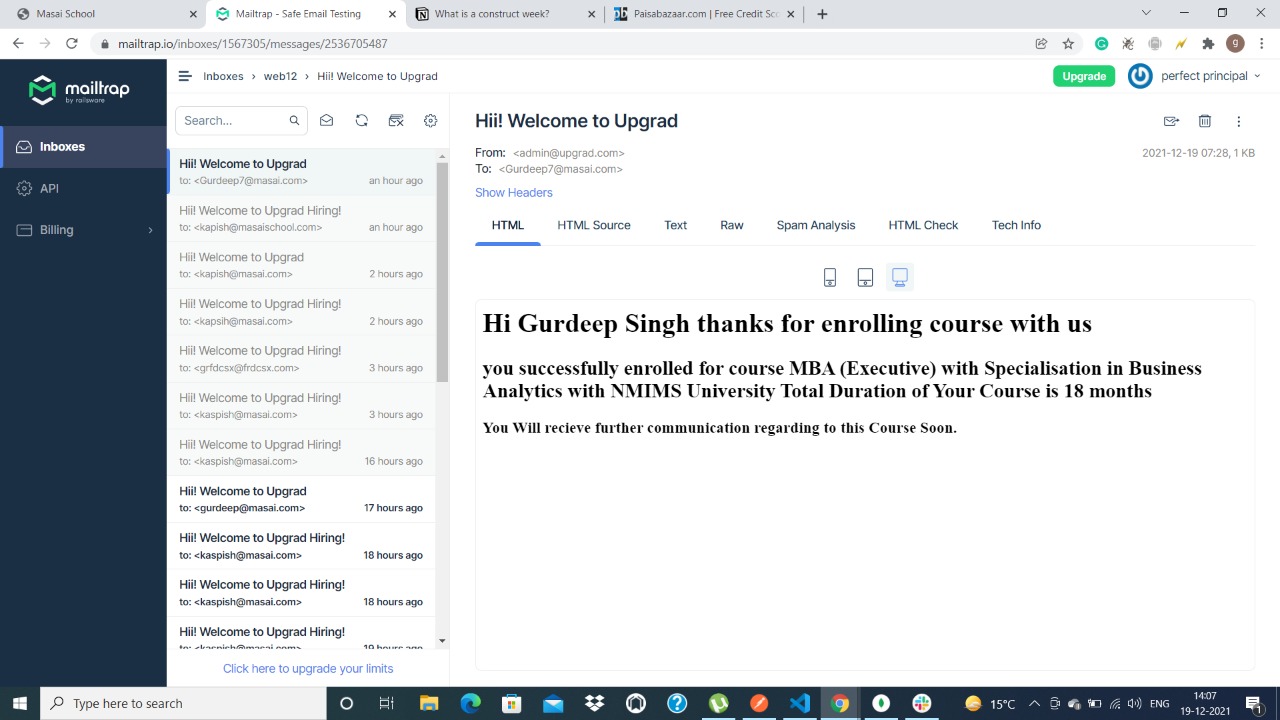 Masai School
Mailtrap - Safe Email Testing
What is a construct week?
Paisabazaar.com | Free Credit Sco
mailtrap.io/inboxes/1567305/messages/2536705487
g
mailtrap
by railsware
Inboxes › web12 › Hii! Welcome to Upgrad
Upgrade
perfect principal
Inboxes
API
Billing
Search...
Hii! Welcome to Upgrad
to: <Gurdeep7@masai.com> an hour ago
Hii! Welcome to Upgrad Hiring!
to: <kapish@masaischool.com> an hour ago
Hii! Welcome to Upgrad
to: <kapish@masai.com> 2 hours ago
Hii! Welcome to Upgrad Hiring!
to: <kapsih@masai.com> 2 hours ago
Hii! Welcome to Upgrad Hiring!
to: <grfdcsx@frdcsx.com> 3 hours ago
Hii! Welcome to Upgrad Hiring!
to: <kaspish@masai.com> 3 hours ago
Hii! Welcome to Upgrad Hiring!
to: <kaspish@masai.com> 16 hours ago
Hii! Welcome to Upgrad
to: <gurdeep@masai.com> 17 hours ago
Hii! Welcome to Upgrad Hiring!
to: <kaspish@masai.com> 18 hours ago
Hii! Welcome to Upgrad Hiring!
to: <kaspish@masai.com> 18 hours ago
Hii! Welcome to Upgrad Hiring!
to: <kaspish@masai.com> 19 hours ago
Click here to upgrade your limits
Hii! Welcome to Upgrad
From: <admin@upgrad.com>
2021-12-19 07:28, 1 KB
To: <Gurdeep7@masai.com>
Show Headers
HTML HTML Source Text Raw Spam Analysis HTML Check Tech Info
Hi Gurdeep Singh thanks for enrolling course with us
you successfully enrolled for course MBA (Executive) with Specialisation in Business
Analytics with NMIMS University Total Duration of Your Course is 18 months
You Will recieve further communication regarding to this Course Soon.
Type here to search
15°C
ENG
14:07
19-12-2021
1